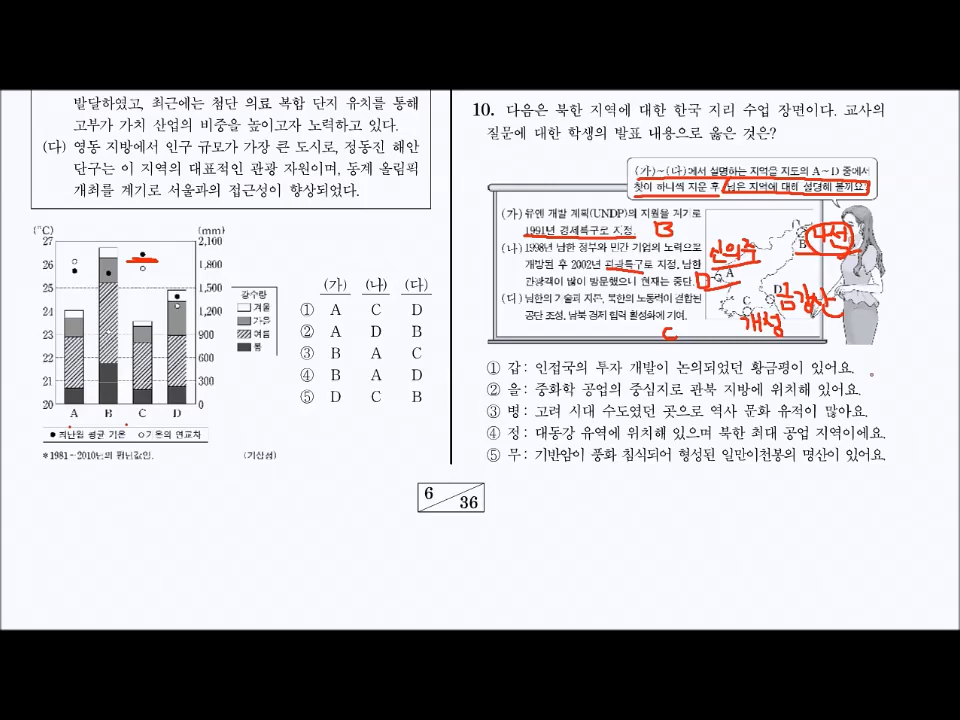 발달하였고, 최근에는 첨단 의료 복합 단지 유치를 통해
고부가 가치 산업의 비중을 높이고자 노력하고 있다.
(다) 영동 지방에서 인구 규모가 가장 큰 도시로, 정동진 해안
단구는 이 지역의 대표적인 관광 자원이며, 동계 올림픽
개최를 계기로 서울과의 접근성이 향상되었다.
(℃) (mm)
27 2,100
26 1,800
25 1,500
24 1,200
23 900
22 600
21 300
20 0
A B C D
강수량
겨울
가을
여름
봄
● 최난월 평균 기온 ○ 기온의 연교차
*1981~2010년의 평년값임. (기상청)
(가) (나) (다)
① A C D
② A D B
③ B A C
④ B A D
⑤ D C B
10. 다음은 북한 지역에 대한 한국 지리 수업 장면이다. 교사의
질문에 대한 학생의 발표 내용으로 옳은 것은?
(가)~(다)에서 설명하는 지역을 지도의 A~D 중에서
찾아 하나씩 지운 후 남은 지역에 대해 설명해 볼까요?
(가) 유엔 개발 계획(UNDP)의 지원을 계기로
1991년 경제특구로 지정 B
(나) 1998년 남한 정부와 민간 기업의 노력으로
개발된 후 2002년 관광특구로 지정, 남한
관광객이 많이 방문했으나 현재는 중단. D
(다) 남한의 기술과 자본, 북한의 노동력이 결합된
공단 조성, 남북 경제 협력 활성화에 기여.
C
신의주
A
B
나선
D
금강산
C
개성
① 갑: 인접국의 투자 개발이 논의되었던 황금평이 있어요.
② 을: 중화학 공업의 중심지로 관북 지방에 위치해 있어요.
③ 병: 고려 시대 수도였던 곳으로 역사 문화 유적이 많아요.
④ 정: 대동강 유역에 위치해 있으며 북한 최대 공업 지역이에요.
⑤ 무: 기반암이 풍화 침식되어 형성된 일만이천봉의 명산이 있어요.
6 36